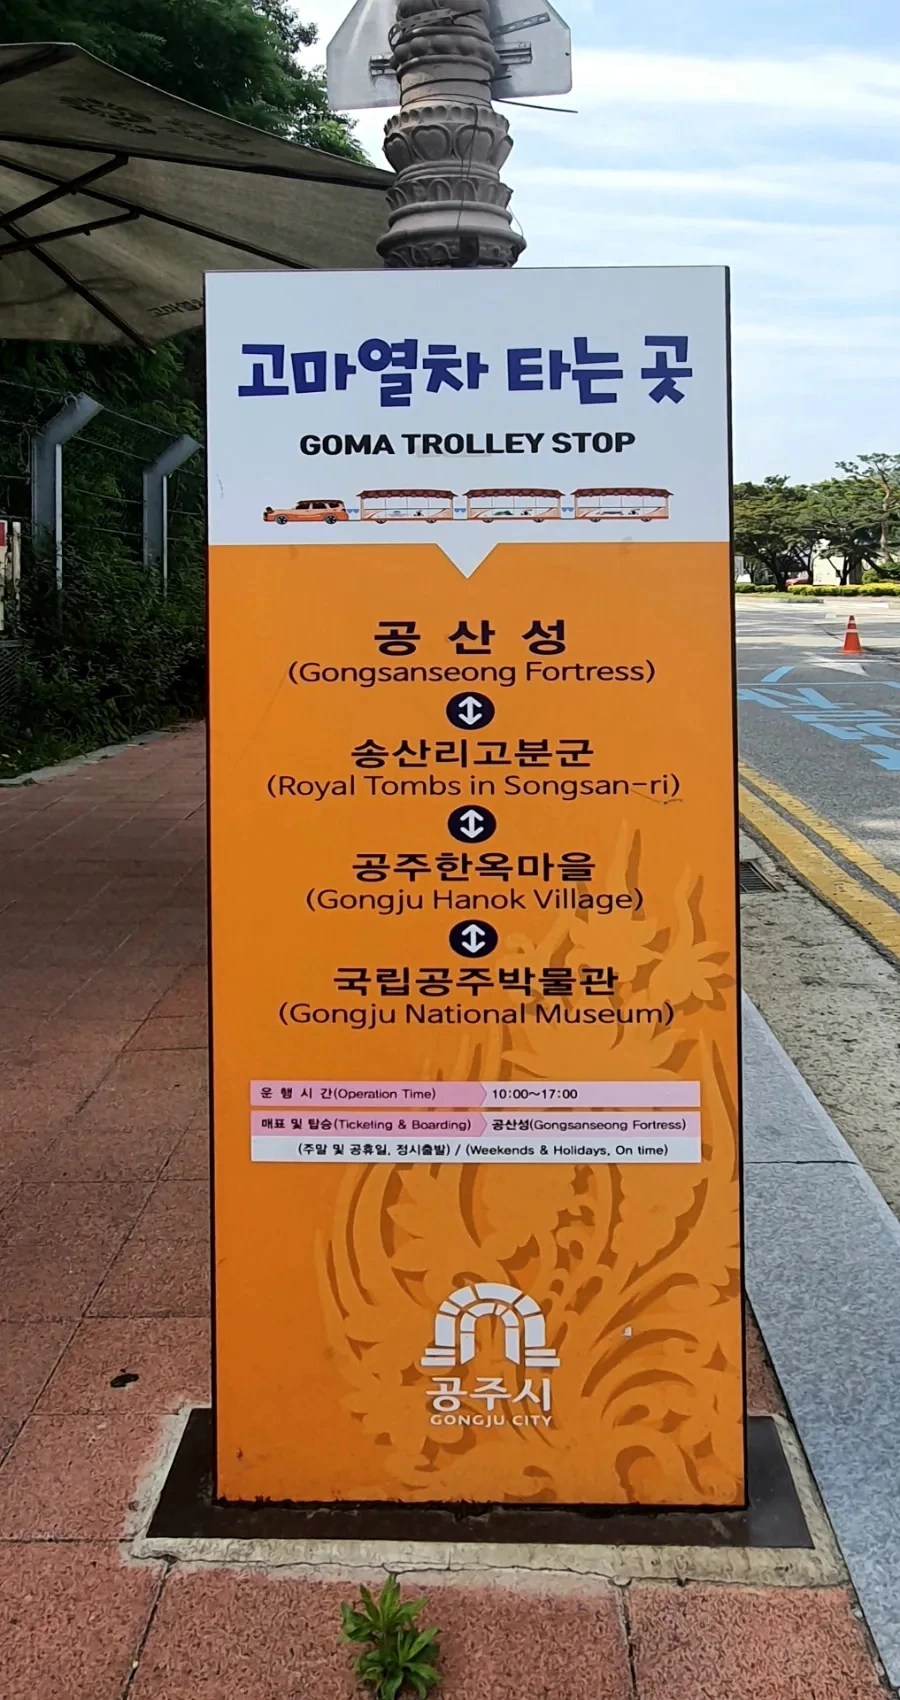 고마열차 타는 곳
GOMA TROLLEY STOP
공산성
(Gongsanseong Fortress)
송산리고분군
(Royal Tombs in Songsan-ri)
공주한옥마을
(Gongju Hanok Village)
국립공주박물관
(Gongju National Museum)
운 행 시 간(Operation Time) 10:00~17:00
매표 및 탑승(Ticketing & Boarding) 공산성(Gongsanseong Fortress)
(주말 및 공휴일, 정시출발) / (Weekends & Holidays, On time)
공주시
GONGJU CITY